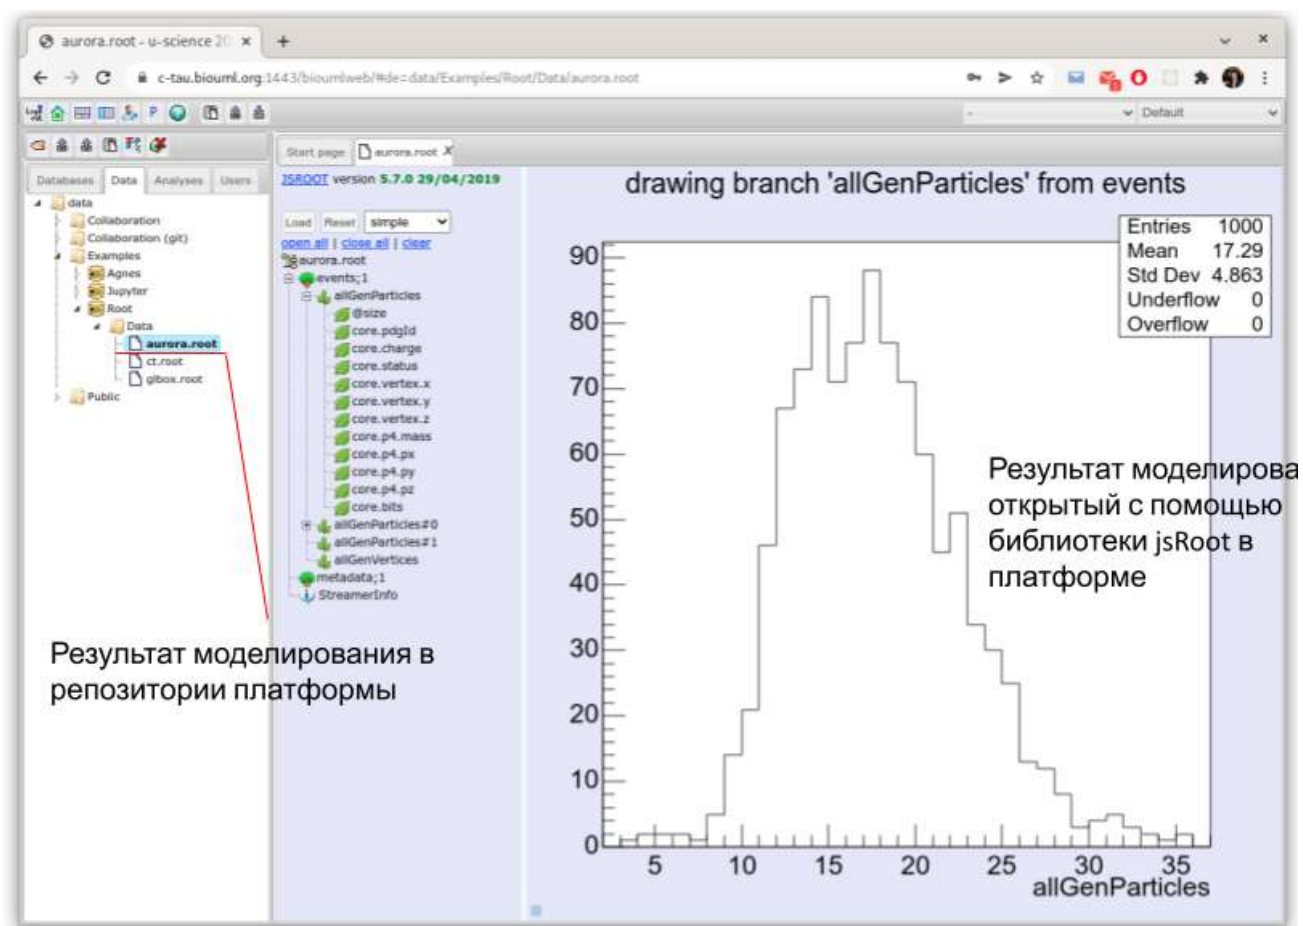 aurora.root - u-science 20
c-tau.biouml.org:1443/bioumlweb/#de=data/Examples/Root/Data/aurora.root
Default
Start page
aurora.root X
Databases Data Analyses Users
data
Collaboration
Collaboration (git)
Examples
Agnes
Jupyter
Root
Data
aurora.root
ct.root
glbox.root
Public
JSROOT version 5.7.0 29/04/2019
Load Reset simple
open all | close all | clear
aurora.root
events;1
allGenParticles
@size
core.pdgId
core.charge
core.status
core.vertex.x
core.vertex.y
core.vertex.z
core.p4.mass
core.p4.px
core.p4.py
core.p4.pz
core.bits
allGenParticles#0
allGenParticles#1
allGenVertices
metadata;1
StreamerInfo
drawing branch 'allGenParticles' from events
Entries 1000
Mean 17.29
Std Dev 4.863
Underflow 0
Overflow 0
90
80
70
60
50
40
30
20
10
0
5 10 15 20 25 30 35
allGenParticles
Результат моделирова
открытый с помощью
библиотеки jsRoot в
платформе
Результат моделирования в
репозитории платформы